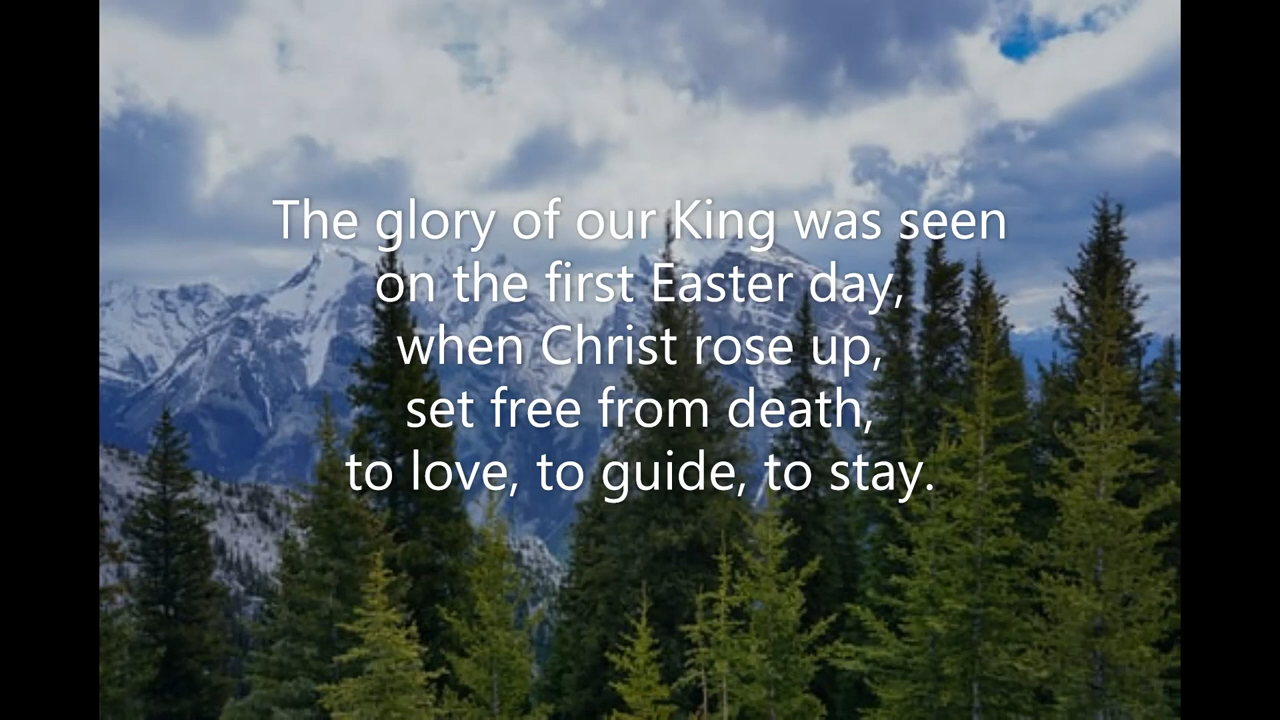 The glory of our King was seen
on the first Easter day,
when Christ rose up,
set free from death,
to love, to guide, to stay.